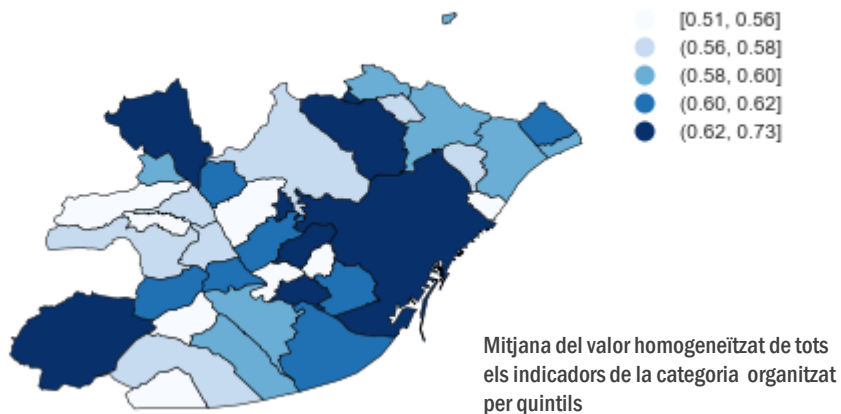 [0.51, 0.56]
(0.56, 0.58]
(0.58, 0.60]
(0.60, 0.62]
(0.62, 0.73]
Mitjana del valor homogeneïtzat de tots
els indicadors de la categoria organitzat
per quintils